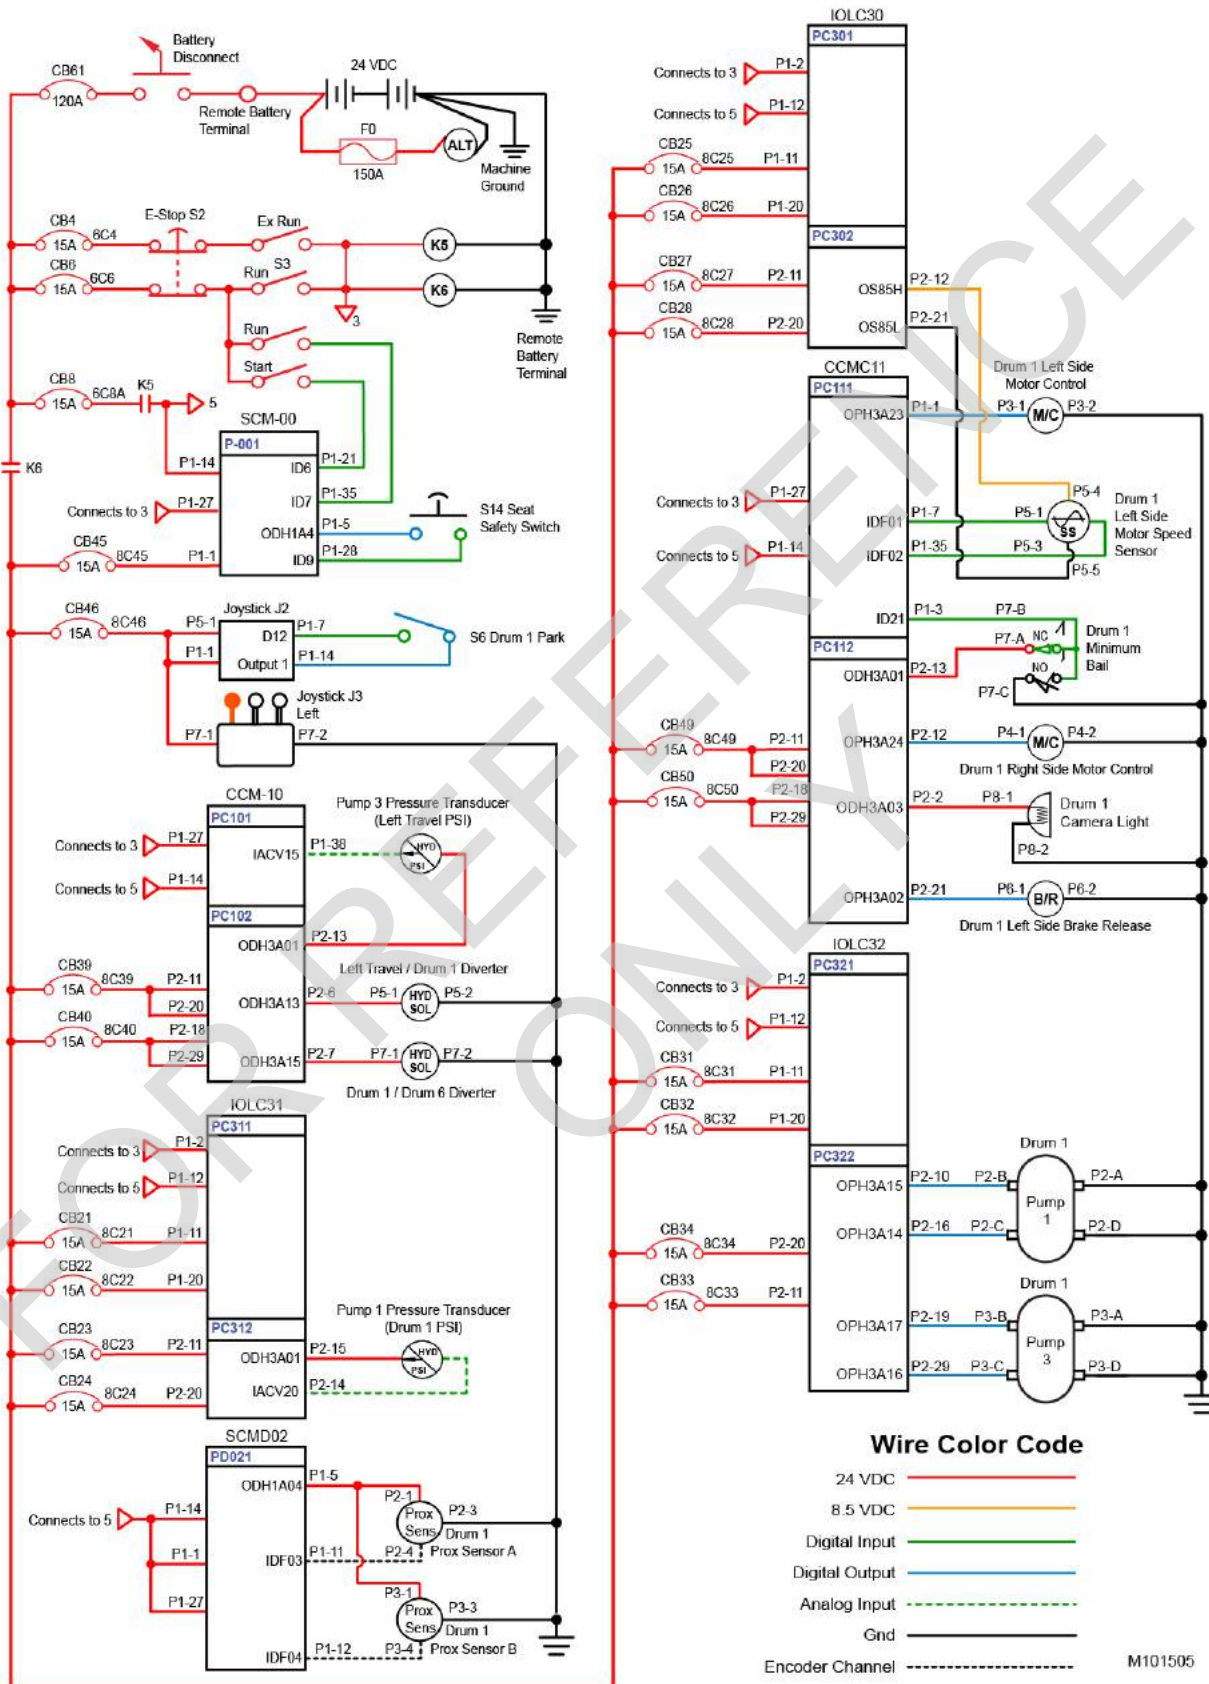 Battery
Disconnect
CB61
120A
24 VDC
Remote Battery
Terminal
F0
150A
ALT
Machine
Ground
CB4
15A
6C4
E-Stop S2
Ex Run
K5
CB6
15A
6C6
Run
S3
K6
3
Remote
Battery
Terminal
Run
Start
CB8
15A
6C8A
K5
5
K6
SCM-00
P-001
P1-14
ID6
P1-21
ID7
P1-35
Connects to 3
P1-27
ODH1A4
P1-5
S14 Seat
Safety Switch
CB45
15A
8C45
P1-1
ID9
P1-28
CB46
15A
8C46
Joystick J2
P5-1
D12
P1-7
P1-1
Output 1
P1-14
S6 Drum 1 Park
Joystick J3
Left
P7-1
P7-2
CCM-10
PC101
Pump 3 Pressure Transducer
(Left Travel PSI)
Connects to 3
P1-27
IACV15
P1-38
HYD
PSI
Connects to 5
P1-14
PC102
ODH3A01
P2-13
CB39
15A
8C39
P2-11
P2-20
Left Travel / Drum 1 Diverter
ODH3A13
P2-6
P5-1
HYD
SOL
P5-2
CB40
15A
8C40
P2-18
P2-29
ODH3A15
P2-7
P7-1
HYD
SOL
P7-2
Drum 1 / Drum 6 Diverter
IOLC31
PC311
Connects to 3
P1-2
Connects to 5
P1-12
CB21
15A
8C21
P1-11
CB22
15A
8C22
P1-20
PC312
Pump 1 Pressure Transducer
(Drum 1 PSI)
CB23
15A
8C23
P2-11
ODH3A01
P2-15
HYD
PSI
CB24
15A
8C24
P2-20
IACV20
P2-14
SCMD02
PD021
ODH1A04
P1-5
Connects to 5
P1-14
P1-1
P1-27
P2-1
Prox
Sens
P2-3
Drum 1
Prox Sensor A
IDF03
P1-11
P2-4
P3-1
Prox
Sens
P3-3
Drum 1
Prox Sensor B
IDF04
P1-12
P3-4
IOLC30
PC301
Connects to 3
P1-2
Connects to 5
P1-12
CB25
15A
8C25
P1-11
CB26
15A
8C26
P1-20
PC302
CB27
15A
8C27
P2-11
OS85H
P2-12
CB28
15A
8C28
P2-20
OS85L
P2-21
CCMC11
PC111
Drum 1 Left Side
Motor Control
OPH3A23
P1-1
P3-1
M/C
P3-2
Connects to 3
P1-27
P5-4
IDF01
P1-7
P5-1
SS
Drum 1
Left Side
Motor Speed
Sensor
Connects to 5
P1-14
IDF02
P1-35
P5-3
P5-5
ID21
P1-3
P7-B
PC112
P7-A
NC
Drum 1
Minimum
Bail
ODH3A01
P2-13
NO
P7-C
CB49
15A
8C49
P2-11
P2-20
OPH3A24
P2-12
P4-1
M/C
P4-2
Drum 1 Right Side Motor Control
CB50
15A
8C50
P2-18
P2-29
ODH3A03
P2-2
P8-1
Drum 1
Camera Light
P8-2
OPH3A02
P2-21
P6-1
B/R
P6-2
Drum 1 Left Side Brake Release
IOLC32
PC321
Connects to 3
P1-2
Connects to 5
P1-12
CB31
15A
8C31
P1-11
CB32
15A
8C32
P1-20
PC322
Drum 1
OPH3A15
P2-10
P2-B
Pump
1
P2-A
OPH3A14
P2-16
P2-C
P2-D
CB34
15A
8C34
P2-20
CB33
15A
8C33
P2-11
Drum 1
OPH3A17
P2-19
P3-B
Pump
3
P3-A
OPH3A16
P2-29
P3-C
P3-D
Wire Color Code
24 VDC
8.5 VDC
Digital Input
Digital Output
Analog Input
Gnd
Encoder Channel
M101505
FOR REFERENCE
ONLY